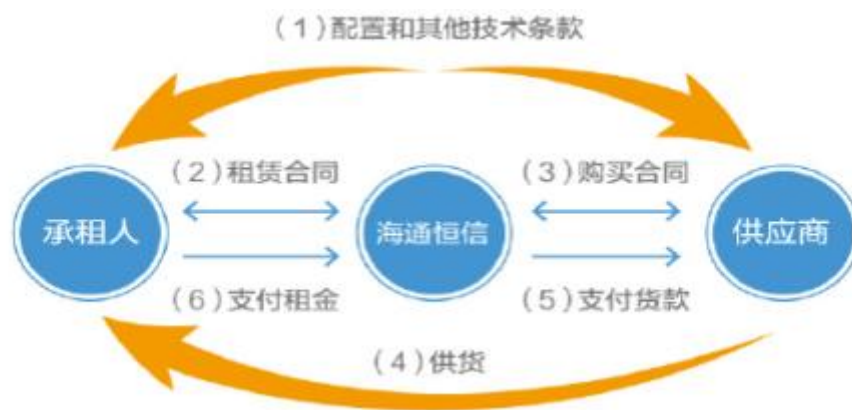 （1）配置和其他技术条款
（2）租赁合同
（3）购买合同
承租人
海通恒信
供应商
（6）支付租金
（5）支付货款
（4）供货